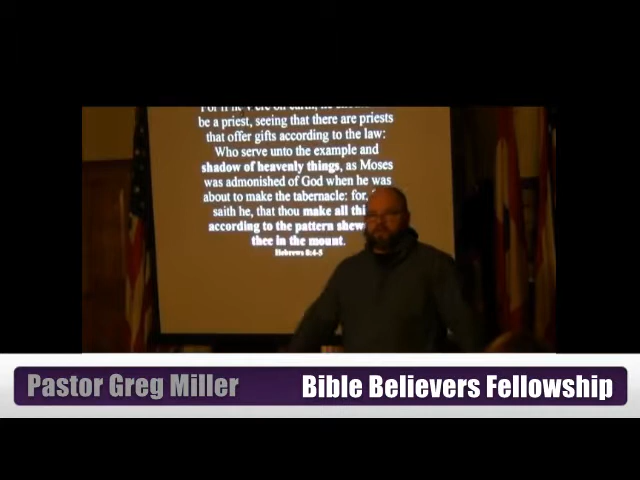 be a priest, seeing that there are priests
that offer gifts according to the law:
Who serve unto the example and
shadow of heavenly things, as Moses
was admonished of God when he was
about to make the tabernacle: for,
saith he, that thou make all
according to the pattern
thee in the mount.
Hebrews 8:4-5
Pastor Greg Miller
Bible Believers Fellowship